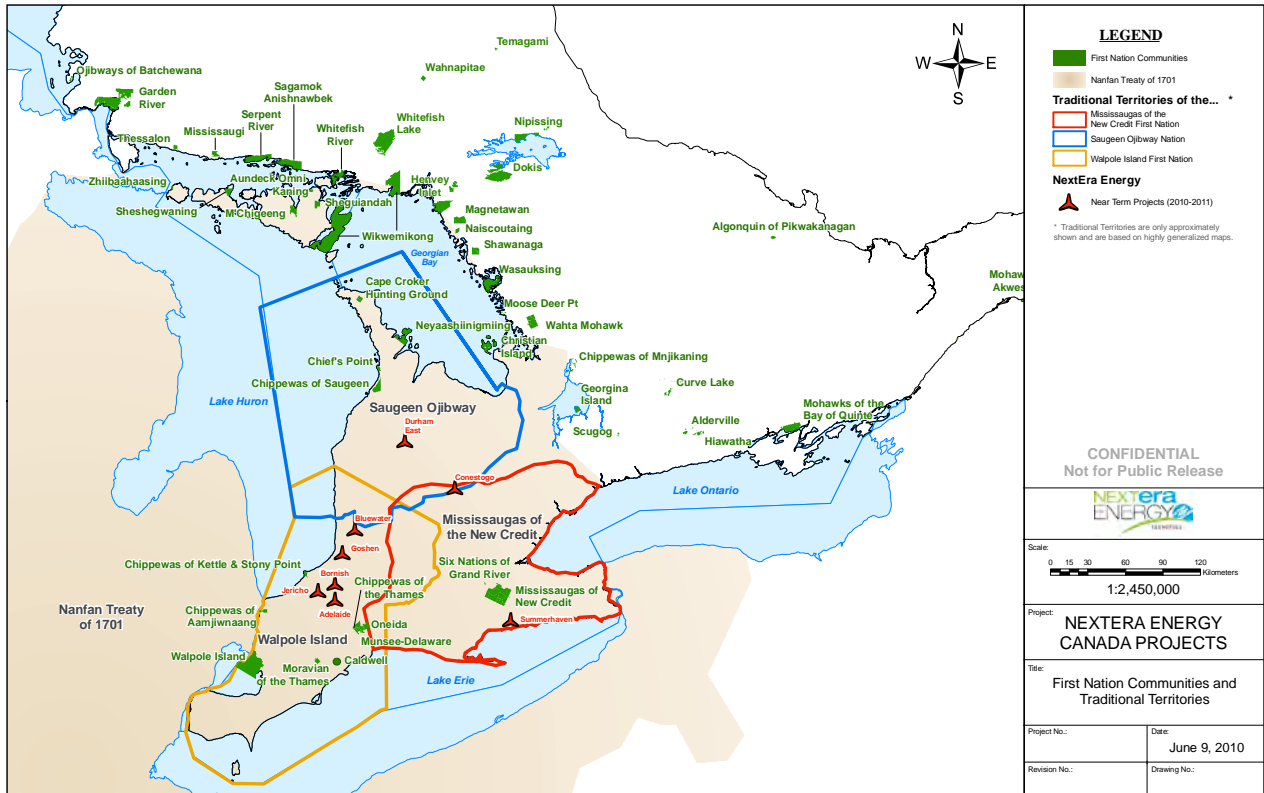 Temagami
Wahnapitae
Ojibways of Batchewana
Garden
River
Sagamok
Anishnawbek
Serpent
River
Mississaugi
Thessalon
Whitefish
River
Whitefish
Lake
Nipissing
Dokis
Zhiibaahaasing
Aundeck Omni
Kaning
Henvey
Inlet
Sheshegwaning
M'Chigeeng
Sheguiandah
Magnetawan
Naiscoutaing
Wikwemikong
Shawanaga
Georgian
Bay
Algonquin of Pikwakanagan
Wasauksing
Mohaw
Akwes
Cape Croker
Hunting Ground
Moose Deer Pt
Neyaashiinigmiing
Wahta Mohawk
Christian
Island
Chief's Point
Chippewas of Mnjikaning
Chippewas of Saugeen
Curve Lake
Georgina
Island
Lake Huron
Saugeen Ojibway
Mohawks of the
Bay of Quinte
Durham
East
Scugog
Alderville
Hiawatha
Conestogo
Lake Ontario
Bluewater
Mississaugas of
the New Credit
Goshen
Chippewas of Kettle & Stony Point
Six Nations of
Grand River
Bornish
Chippewas of
the Thames
Jericho
Mississaugas of
New Credit
Adelaide
Nanfan Treaty
of 1701
Chippewas of
Aamjiwnaang
Summerhaven
Oneida
Walpole Island
Munsee-Delaware
Walpole Island
Caldwell
Moravian
of the Thames
Lake Erie
N
W
E
S
LEGEND
First Nation Communities
Nanfan Treaty of 1701
Traditional Territories of the... *
Mississaugas of the
New Credit First Nation
Saugeen Ojibway Nation
Walpole Island First Nation
NextEra Energy
Near Term Projects (2010-2011)
* Traditional Territories are only approximately
shown and are based on highly generalized maps.
CONFIDENTIAL
Not for Public Release
NEXTera
ENERGY
Scale:
0 15 30 60 90 120
Kilometers
1:2,450,000
Project:
NEXTERA ENERGY
CANADA PROJECTS
Title:
First Nation Communities and
Traditional Territories
Project No.:
Date:
June 9, 2010
Revision No.:
Drawing No.: